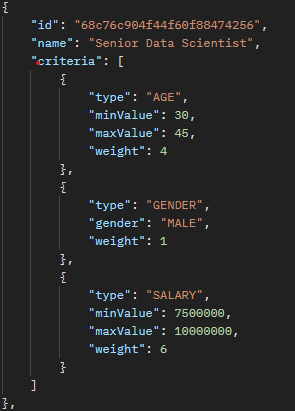 {
    "id": "68c76c904f44f60f88474256",
    "name": "Senior Data Scientist",
    "criteria": [
        {
            "type": "AGE",
            "minValue": 30,
            "maxValue": 45,
            "weight": 4
        },
        {
            "type": "GENDER",
            "gender": "MALE",
            "weight": 1
        },
        {
            "type": "SALARY",
            "minValue": 7500000,
            "maxValue": 10000000,
            "weight": 6
        }
    ]
},